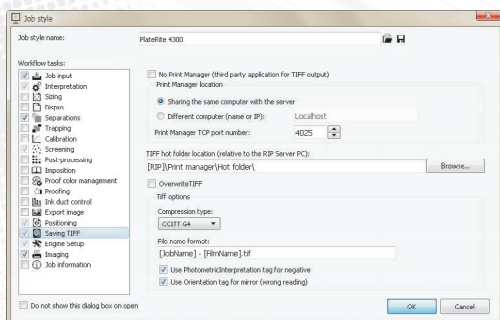 Job style
Job style name:
PlateRite 4300
Workflow tasks:
Job input
Interpretation
Sizing
Dispro
Separations
Trapping
Calibration
Screening
Post-processing
Imposition
Proof color management
Proofing
Ink duct control
Export image
Positioning
Saving TIFF
Engine Setup
Imaging
Job information
No Print Manager (third party application for TIFF output)
Print Manager location
Sharing the same computer with the server
Different computer (name or IP):
Localhost
Print Manager TCP port number:
4025
TIFF hot folder location (relative to the RIP Server PC):
[RIP]\Print manager\Hot folder\
Browse...
OverwriteTIFF
Tiff options
Compression type:
CCITT G4
File name format:
[JobName] - [FilmName].tif
Use PhotometricInterpretation tag for negative
Use Orientation tag for mirror (wrong reading)
Do not show this dialog box on open
OK
Cancel